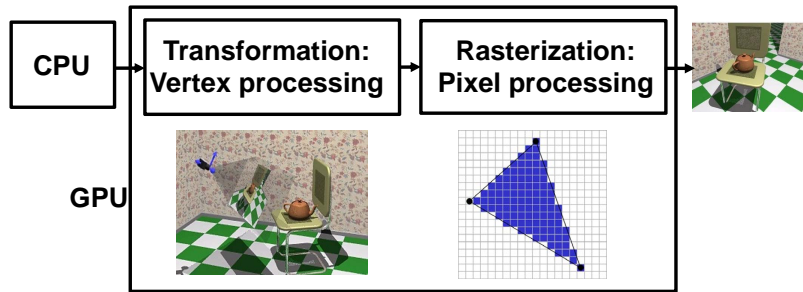 CPU
Transformation:
Vertex processing
Rasterization:
Pixel processing
GPU